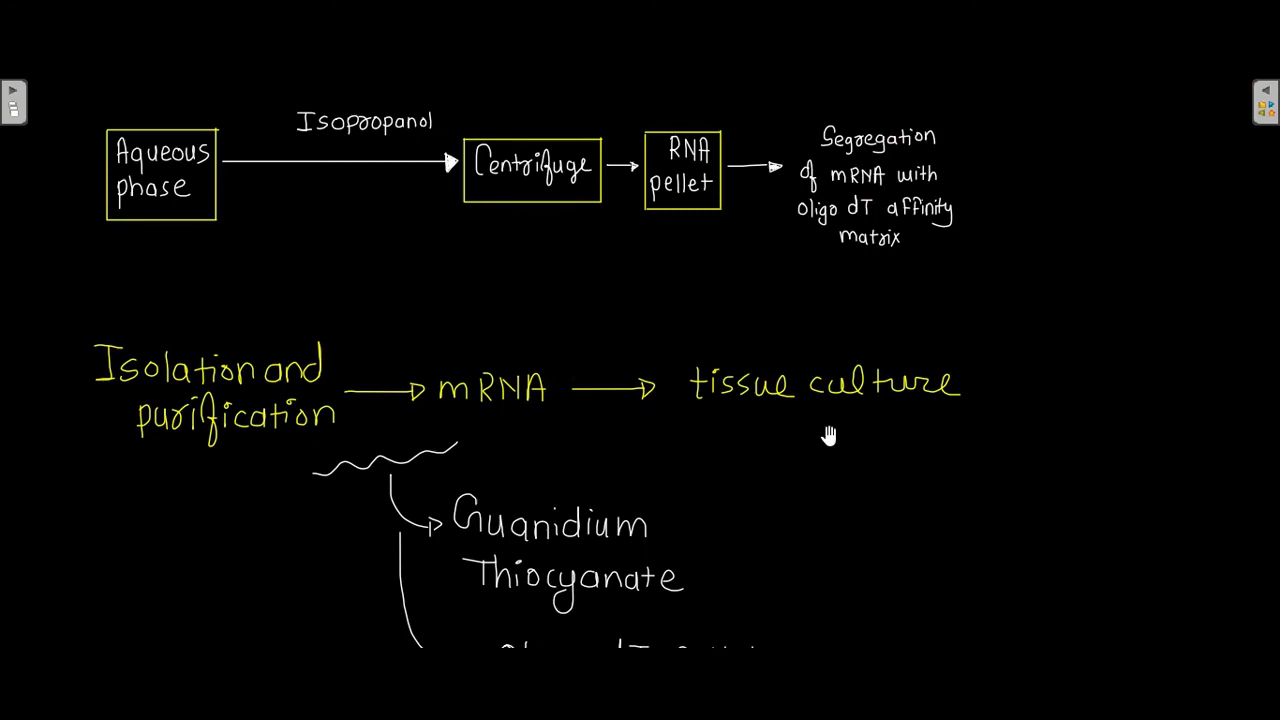 Isopropanol
Aqueous
phase
Centrifuge
RNA
pellet
Segregation
of mRNA with
oligo dT affinity
matrix
Isolation and
purification
mRNA
tissue culture
Guanidium
Thiocyanate